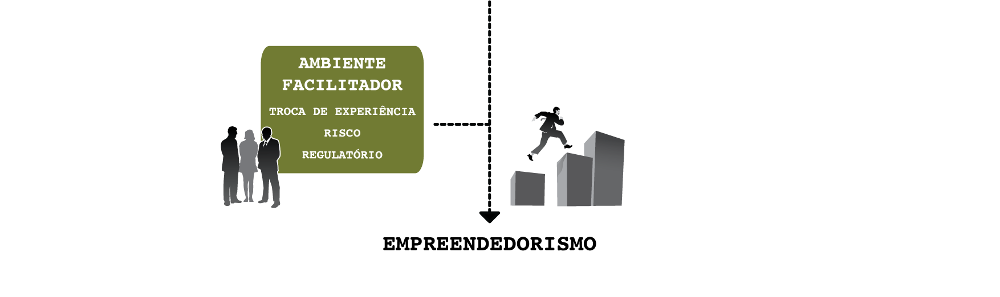 AMBIENTE
FACILITADOR
TROCA DE EXPERIÊNCIA
RISCO
REGULATÓRIO
EMPREENDEDORISMO